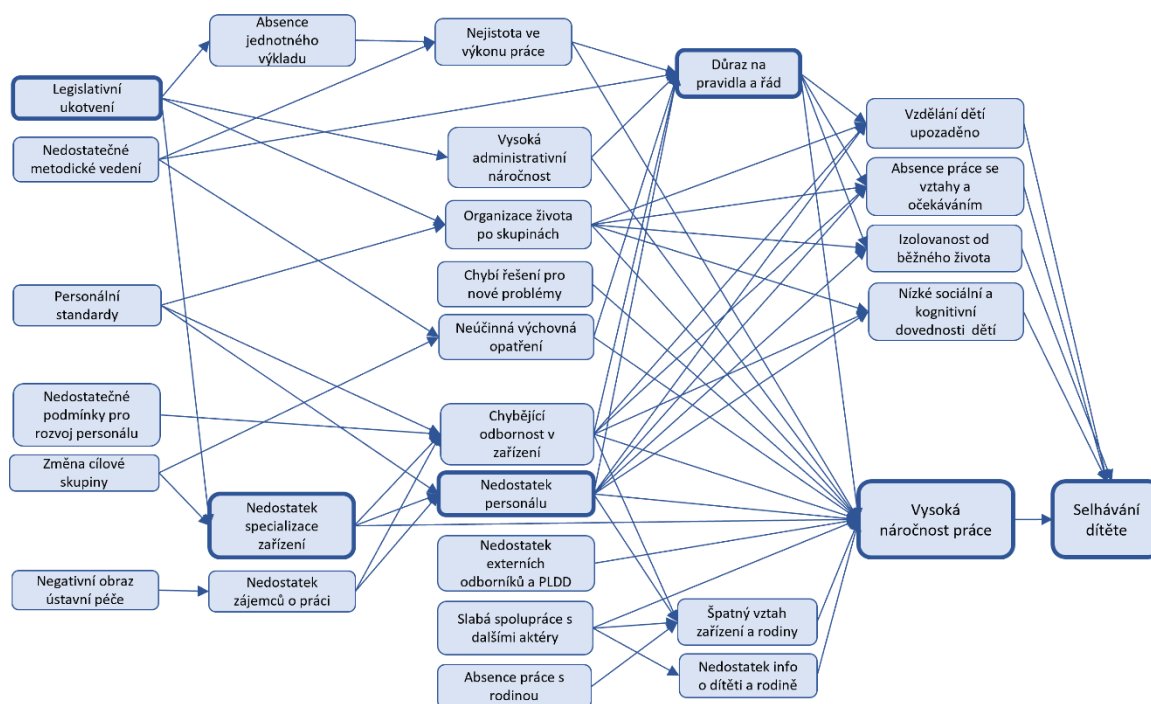 Absence
jednotného
výkladu
Nejistota ve
výkonu práce
Důraz na
pravidla a řád
Legislativní
ukotvení
Vzdělání dětí
upozaděno
Nedostatečné
metodické vedení
Vysoká
administrativní
náročnost
Absence práce se
vztahy a
očekáváním
Organizace života
po skupinách
Izolovanost od
běžného života
Chybí řešení pro
nové problémy
Personální
standardy
Nízké sociální a
kognitivní
dovednosti dětí
Neúčinná výchovná
opatření
Nedostatečné
podmínky pro
rozvoj personálu
Chybějící
odbornost v
zařízení
Změna cílové
skupiny
Nedostatek
personálu
Nedostatek
specializace
zařízení
Vysoká
náročnost práce
Selhávání
dítěte
Nedostatek
externích
odborníků a PLDD
Negativní obraz
ústavní péče
Nedostatek
zájemců o práci
Slabá spolupráce s
dalšími aktéry
Špatný vztah
zařízení a rodiny
Absence práce s
rodinou
Nedostatek info
o dítěti a rodině